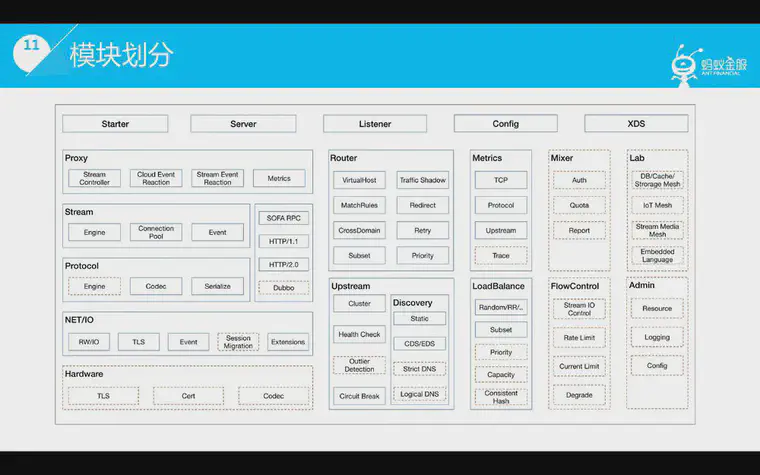 11
模块划分
蚂蚁金服
ANT FINANCIAL
Starter
Server
Listener
Config
XDS
Proxy
Stream
Controller
Cloud Event
Reaction
Stream Event
Reaction
Metrics
Stream
Engine
Connection
Pool
Event
Protocol
Engine
Codec
Serialize
SOFA RPC
HTTP/1.1
HTTP/2.0
Dubbo
NET/IO
RW/IO
TLS
Event
Session
Migration
Extensions
Hardware
TLS
Cert
Codec
Router
VirtualHost
Traffic Shadow
MatchRules
Redirect
CrossDomain
Retry
Subset
Priority
Upstream
Cluster
Health Check
Outlier
Detection
Circuit Break
Discovery
Static
CDS/EDS
Strict DNS
Logical DNS
Metrics
TCP
Protocol
Upstream
Trace
LoadBalance
Random/RR/...
Subset
Priority
Capacity
Consistent
Hash
Mixer
Auth
Quota
Report
FlowControl
Stream IO
Control
Rate Limit
Current Limit
Degrade
Lab
DB/Cache/
Strorage Mesh
IoT Mesh
Stream Media
Mesh
Embedded
Language
Admin
Resource
Logging
Config